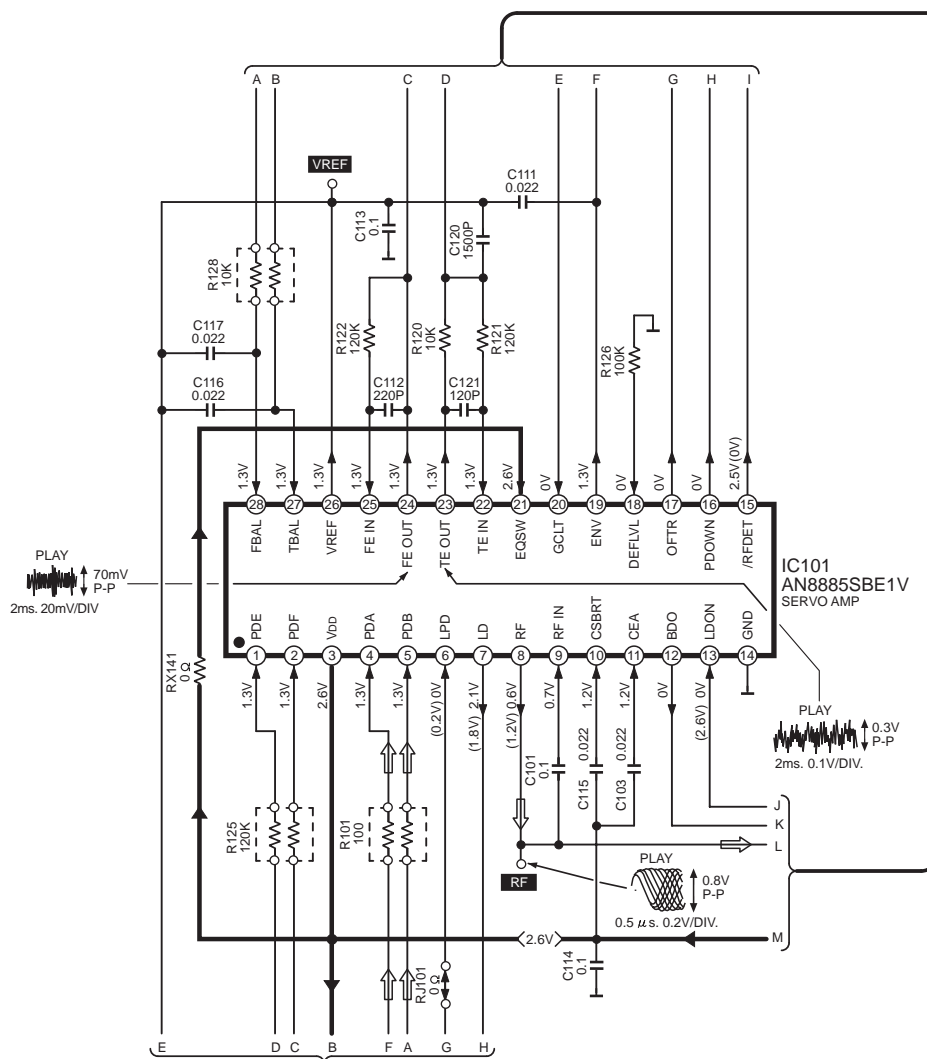 A B C D E F G H I
VREF
C111
0.022
C113
0.1
C120
1500P
R128
10K
C117
0.022
R122
120K
R120
10K
R121
120K
R126
100K
C116
0.022
C112
220P
C121
120P
1.3V 1.3V 1.3V 1.3V 1.3V 1.3V 1.3V 2.6V 0V 1.3V 0V 0V 0V 2.5V (0V)
28 27 26 25 24 23 22 21 20 19 18 17 16 15
FBAL TBAL VREF FE IN FE OUT TE OUT TE IN EQSW GCLT ENV DEFLVL OFTR PDOWN /RFDET
PLAY
70mV
P-P
2ms. 20mV/DIV
IC101
AN8885SBE1V
SERVO AMP
PDE PDF VDD PDA PDB LPD LD RF RF IN CSBRT CEA BDO LDON GND
1 2 3 4 5 6 7 8 9 10 11 12 13 14
RX141
0 Ω
1.3V 1.3V 2.6V 1.3V 1.3V (0.2V) 0V (1.8V) 2.1V (1.2V) 0.6V 0.7V 1.2V 1.2V 0V (2.6V) 0V
PLAY
0.3V
P-P
2ms. 0.1V/DIV.
C101
0.1
C115
0.022
C103
0.022
R125
120K
R101
100
J
K
L
RF
PLAY
0.8V
P-P
0.5 μs. 0.2V/DIV.
2.6V
M
C114
0.1
RJ101
0 Ω
E D C B F A G H